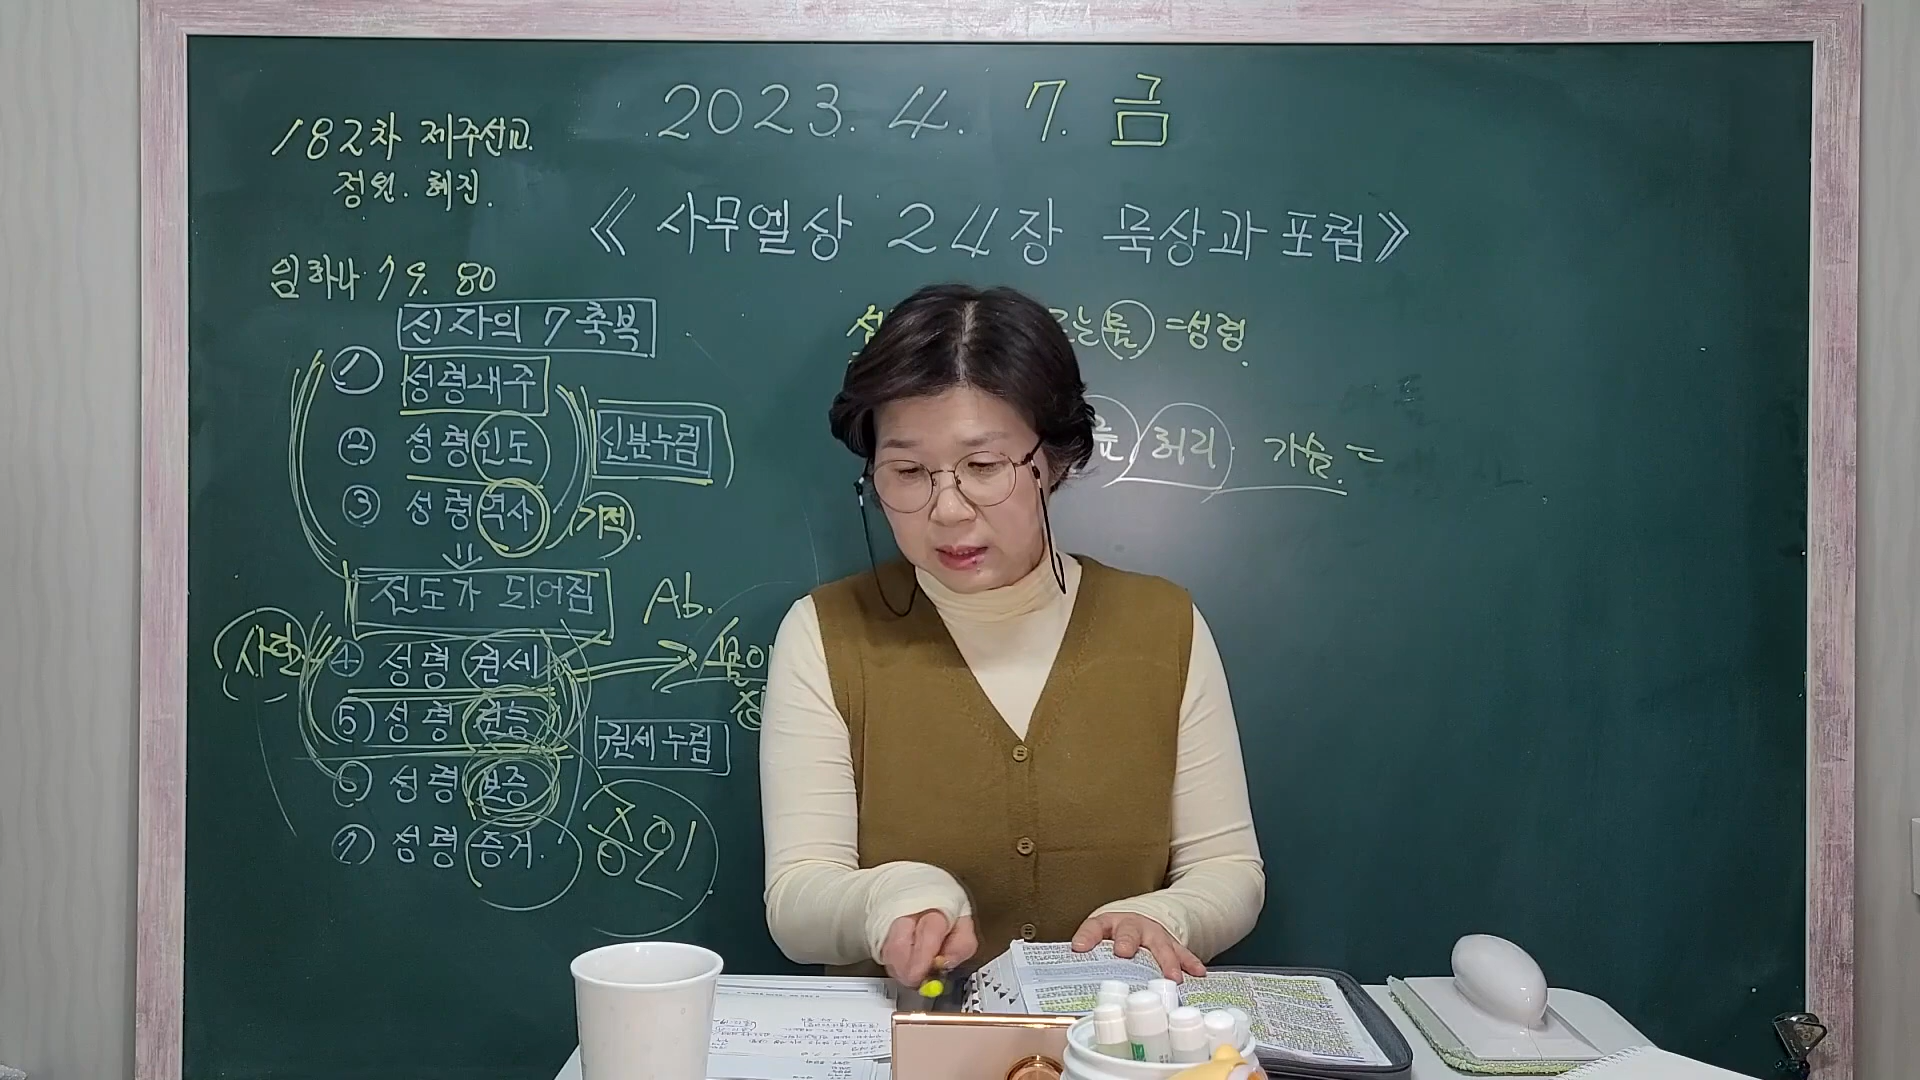 2023. 4. 7. 금
182차 제주선교
정원. 혜진.
《 사무엘상 24장 묵상과 포럼》
임하나 79. 80
신자의 7축복
① 성령내주
② 성령인도
신분누림
③ 성령역사 (기적).
전도가 되어짐
Ab.
사탄
④ 성령권세
⑤ 성령권능
권세누림
⑥ 성령보증
⑦ 성령증거.
증인
는 룸 =성령.
허리 가슴=